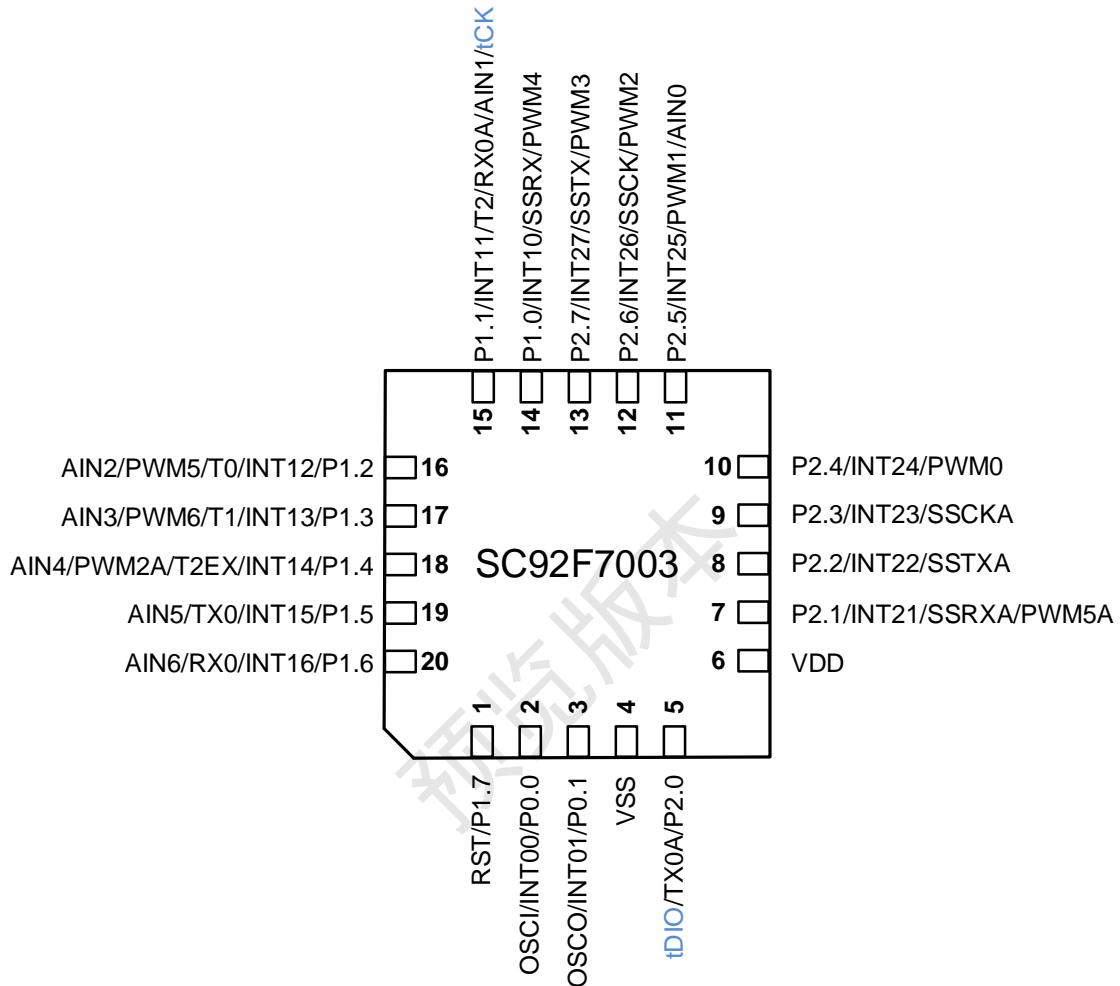 P1.1/INT11/T2/RX0A/AIN1/tCK
P1.0/INT10/SSRX/PWM4
P2.7/INT27/SSTX/PWM3
P2.6/INT26/SSCK/PWM2
P2.5/INT25/PWM1/AIN0
15
14
13
12
11
AIN2/PWM5/T0/INT12/P1.2
16
10
P2.4/INT24/PWM0
AIN3/PWM6/T1/INT13/P1.3
17
9
P2.3/INT23/SSCKA
AIN4/PWM2A/T2EX/INT14/P1.4
18
SC92F7003
8
P2.2/INT22/SSTXA
AIN5/TX0/INT15/P1.5
19
7
P2.1/INT21/SSRXA/PWM5A
AIN6/RX0/INT16/P1.6
20
6
VDD
预览版本
1
2
3
4
5
RST/P1.7
OSCI/INT00/P0.0
OSCO/INT01/P0.1
VSS
tDIO/TX0A/P2.0